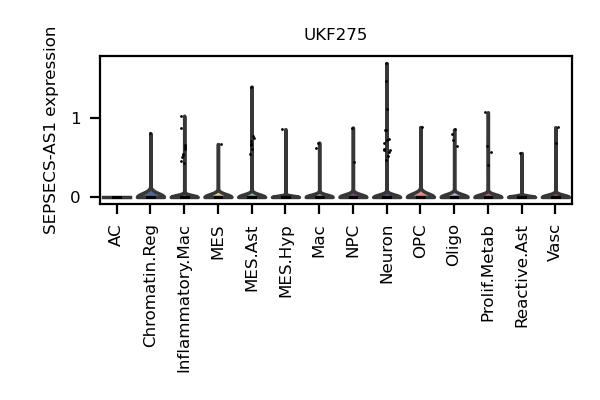 UKF275
SEPSECS-AS1 expression
1
0
AC
Chromatin.Reg
Inflammatory.Mac
MES
MES.Ast
MES.Hyp
Mac
NPC
Neuron
OPC
Oligo
Prolif.Metab
Reactive.Ast
Vasc